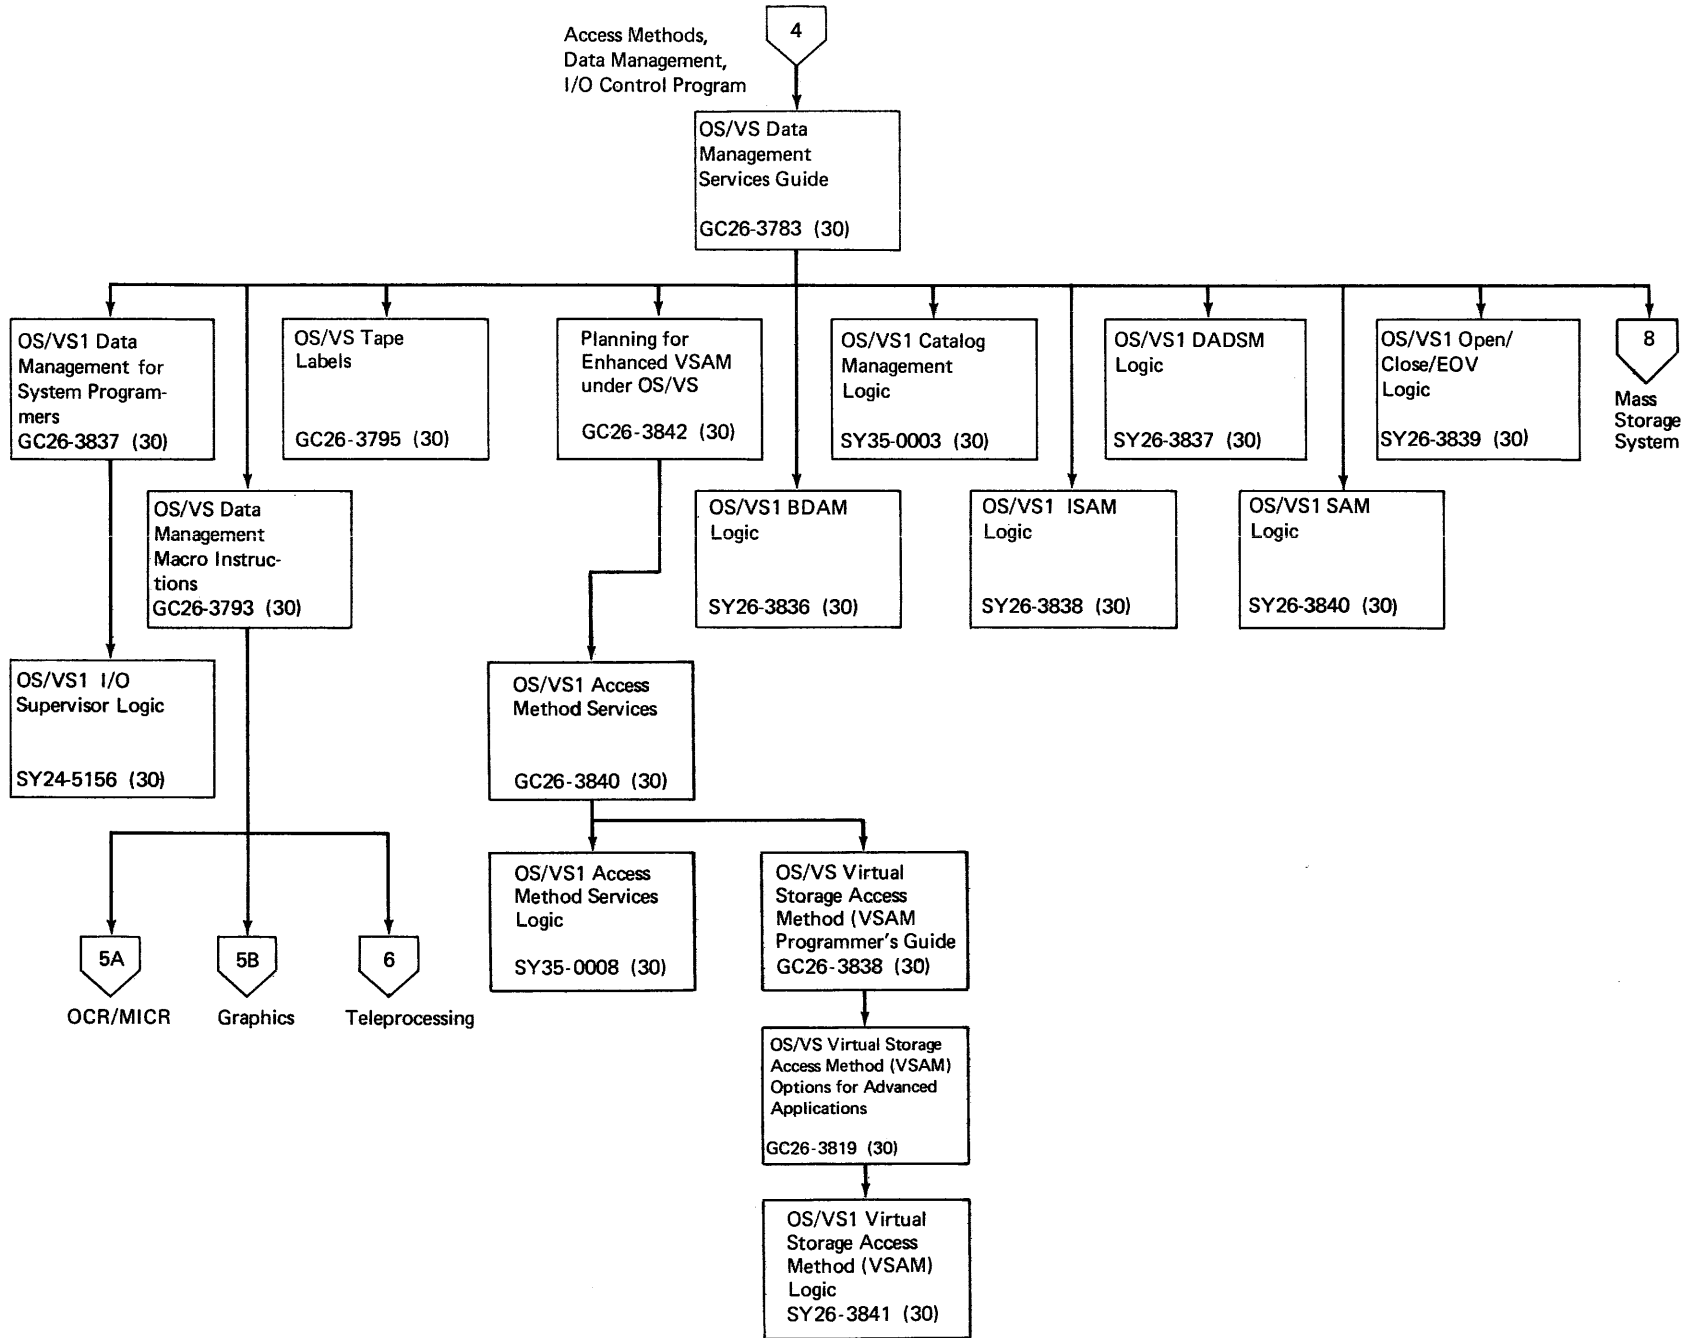 4
Access Methods,
Data Management,
I/O Control Program
OS/VS Data
Management
Services Guide
GC26-3783 (30)
OS/VS1 Data
Management for
System Program-
mers
GC26-3837 (30)
OS/VS Tape
Labels
GC26-3795 (30)
Planning for
Enhanced VSAM
under OS/VS
GC26-3842 (30)
OS/VS1 Catalog
Management
Logic
SY35-0003 (30)
OS/VS1 DADSM
Logic
SY26-3837 (30)
OS/VS1 Open/
Close/EOV
Logic
SY26-3839 (30)
8
Mass
Storage
System
OS/VS Data
Management
Macro Instruc-
tions
GC26-3793 (30)
OS/VS1 BDAM
Logic
SY26-3836 (30)
OS/VS1 ISAM
Logic
SY26-3838 (30)
OS/VS1 SAM
Logic
SY26-3840 (30)
OS/VS1 I/O
Supervisor Logic
SY24-5156 (30)
OS/VS1 Access
Method Services
GC26-3840 (30)
5A
OCR/MICR
5B
Graphics
6
Teleprocessing
OS/VS1 Access
Method Services
Logic
SY35-0008 (30)
OS/VS Virtual
Storage Access
Method (VSAM
Programmer's Guide
GC26-3838 (30)
OS/VS Virtual Storage
Access Method (VSAM)
Options for Advanced
Applications
GC26-3819 (30)
OS/VS1 Virtual
Storage Access
Method (VSAM)
Logic
SY26-3841 (30)